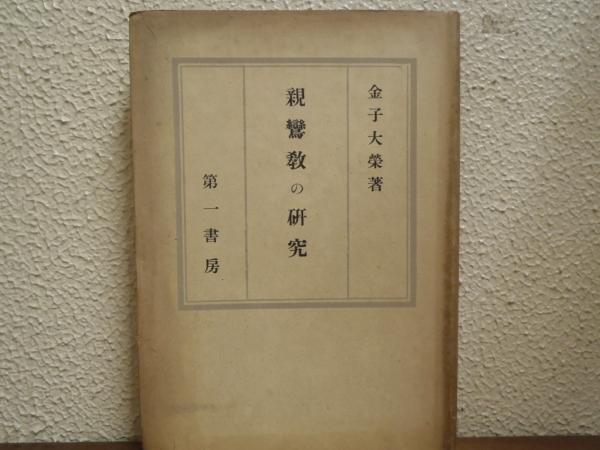 金子大榮著
親鸞教の研究
第一書房